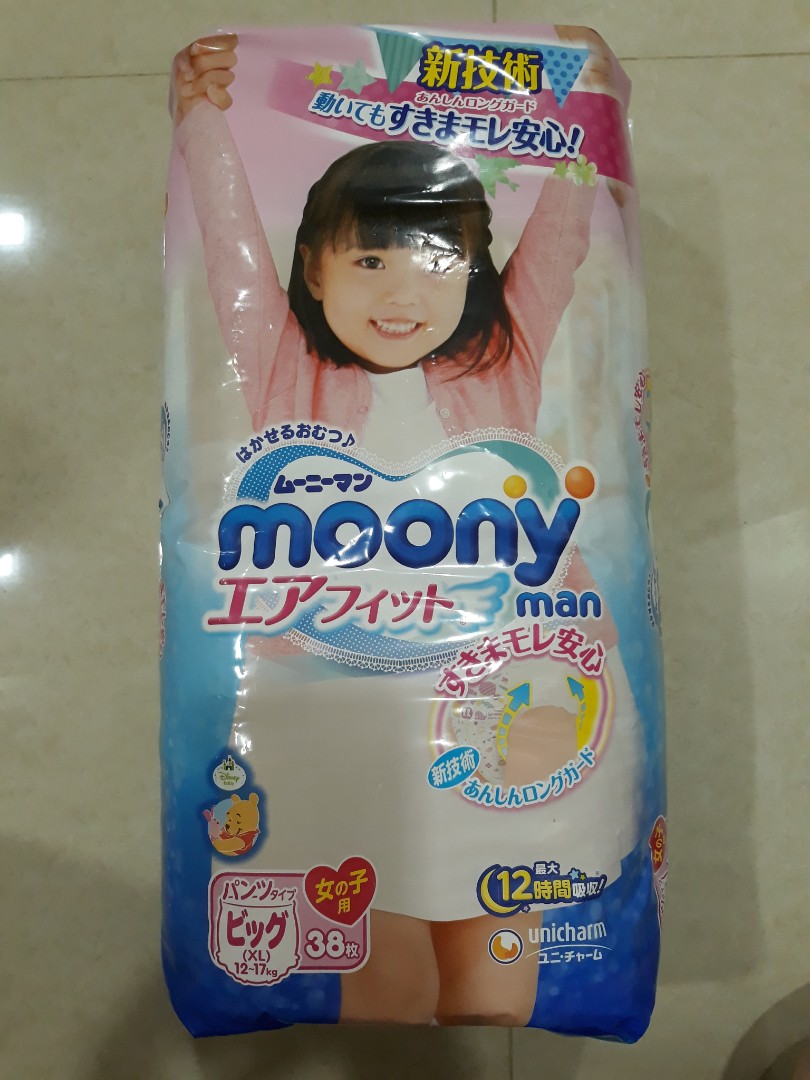 新技術
あんしんロングガード
動いてもすきまモレ安心!
はかせるおむつ♪
ムーニーマン
moony
エアフィット
man
すきまモレ安心
新技術
あんしんロングガード
Disney
baby
パンツタイプ
ビッグ
(XL)
12~17kg
女の子
用
38枚
最大
12時間吸収!
unicharm
ユニ・チャーム